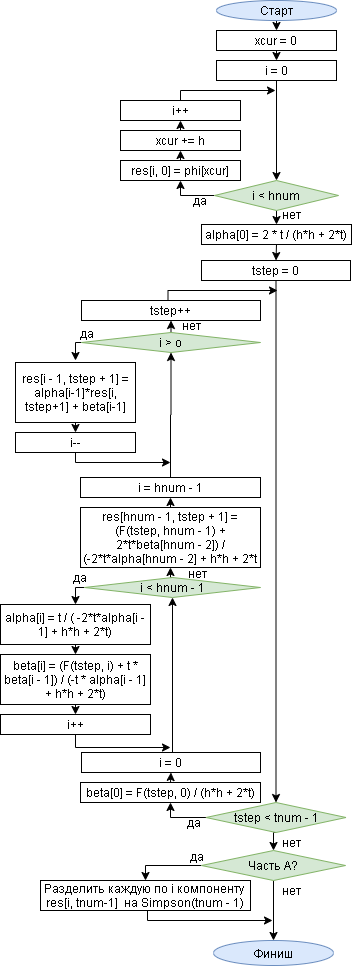 Старт
xcur = 0
i = 0
i++
xcur += h
res[i, 0] = phi[xcur]
i < hnum
да
нет
alpha[0] = 2 * t / (h*h + 2*t)
tstep = 0
tstep++
нет
да
i > o
res[i - 1, tstep + 1] =
alpha[i-1]*res[i,
tstep+1] + beta[i-1]
i--
i = hnum - 1
res[hnum - 1, tstep + 1] =
(F(tstep, hnum - 1) +
2*t*beta[hnum - 2]) /
(-2*t*alpha[hnum - 2] + h*h + 2*t
нет
да
i < hnum - 1
alpha[i] = t / ( -2*t*alpha[i -
1] + h*h + 2*t)
beta[i] = (F(tstep, i) + t *
beta[i - 1]) / (-t * alpha[i - 1]
+ h*h + 2*t)
i++
i = 0
beta[0] = F(tstep, 0) / (h*h + 2*t)
tstep < tnum - 1
да
нет
Часть А?
да
нет
Разделить каждую по i компоненту
res[i, tnum-1] на Simpson(tnum - 1)
Финиш